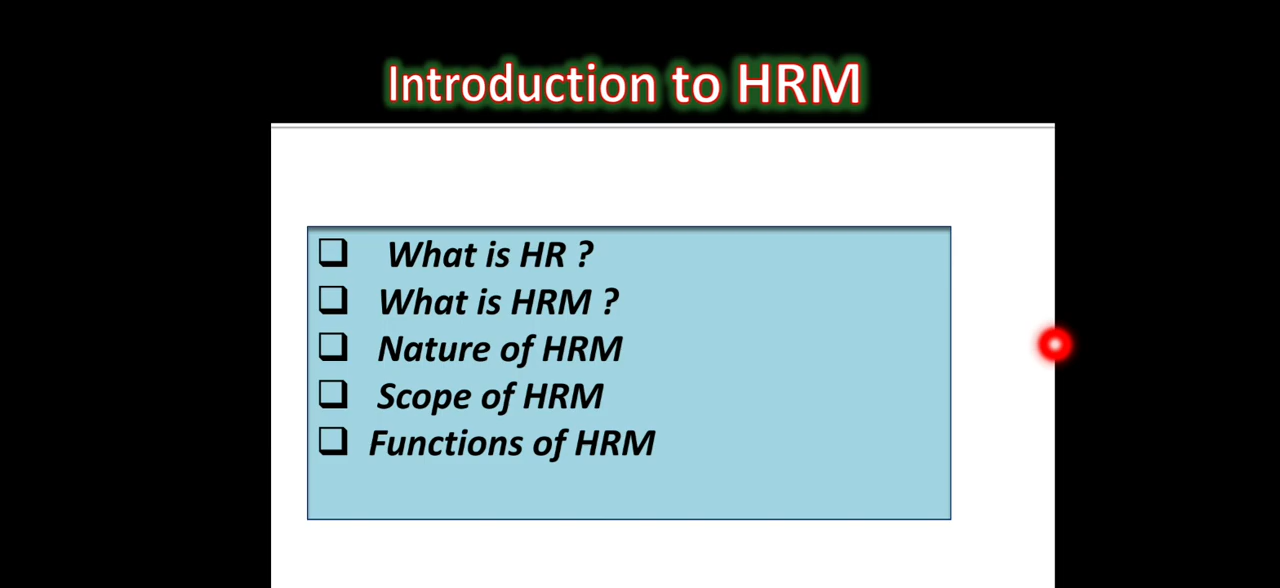 Introduction to HRM
What is HR ?
What is HRM ?
Nature of HRM
Scope of HRM
Functions of HRM